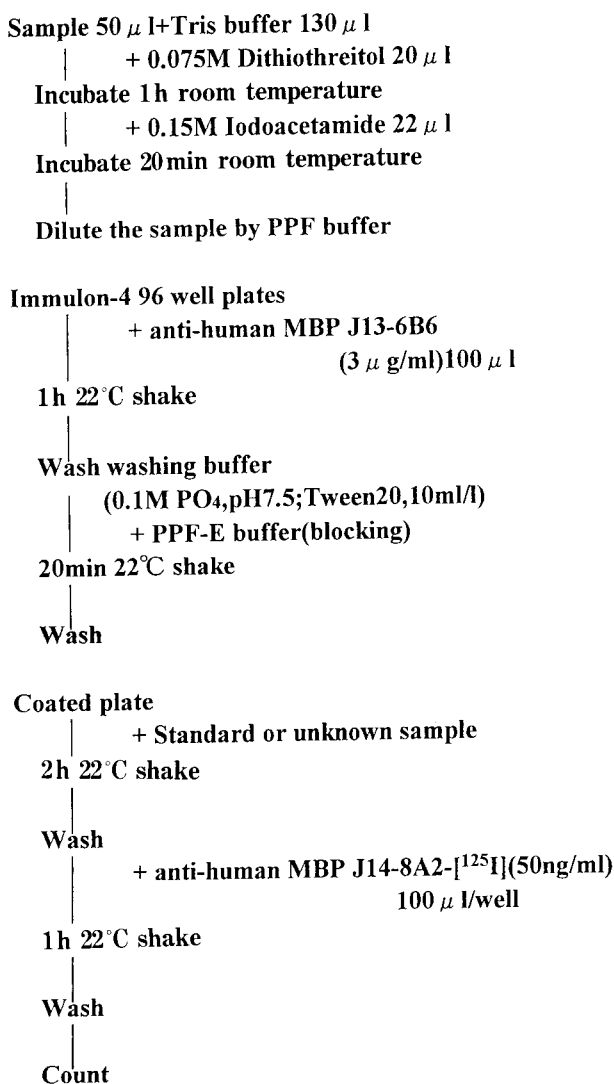 Sample 50 μ l+Tris buffer 130 μ l
+ 0.075M Dithiothreitol 20 μ l
Incubate 1h room temperature
+ 0.15M Iodoacetamide 22 μ l
Incubate 20min room temperature
Dilute the sample by PPF buffer
Immulon-4 96 well plates
+ anti-human MBP J13-6B6
(3 μ g/ml)100 μ l
1h 22°C shake
Wash washing buffer
(0.1M PO₄,pH7.5;Tween20,10ml/l)
+ PPF-E buffer(blocking)
20min 22℃ shake
Wash
Coated plate
+ Standard or unknown sample
2h 22°C shake
Wash
+ anti-human MBP J14-8A2-[¹²⁵I](50ng/ml)
100 μ l/well
1h 22°C shake
Wash
Count